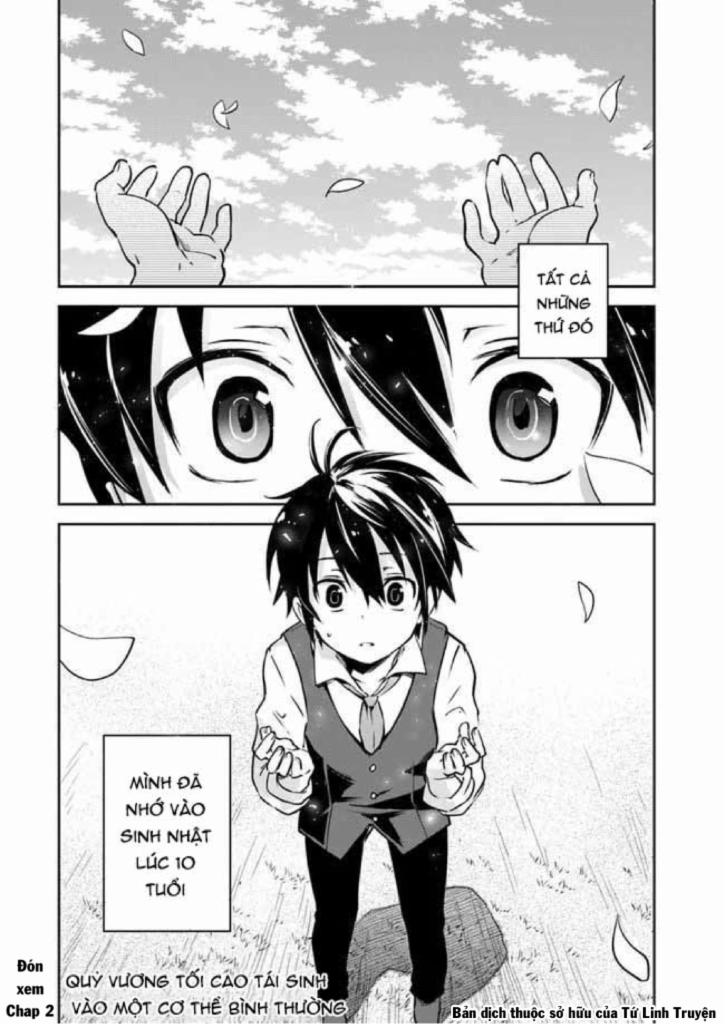 TẤT CẢ
NHỮNG
THỨ ĐÓ
MÌNH ĐÃ
NHỚ VÀO
SINH NHẬT
LÚC 10
TUỔI
Đón
xem
Chap 2
QUỶ VƯƠNG TỐI CAO TÁI SINH
VÀO MỘT CƠ THỂ BÌNH THƯỜNG
Bản dịch thuộc sở hữu của Tứ Linh Truyện